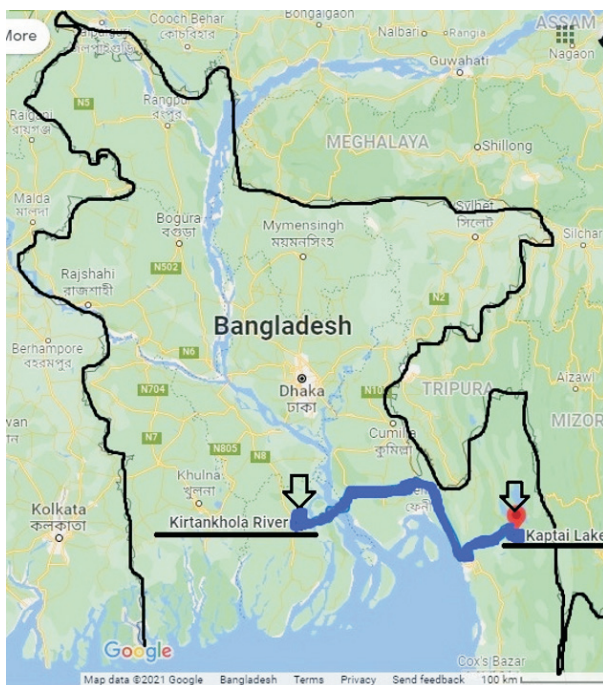 More
Cooch Behar
কোচবিহার
Bongaigaon
ASSAM
Nalbari
Rangia
Nagaon
Guwahati
N5
Rangpur
রংপুর
Raiganj
রায়গঞ্জ
MEGHALAYA
Shillong
Malda
মালদা
Bogura
বগুড়া
Mymensingh
ময়মনসিংহ
Sylhet
সিলেট
Silchar
N502
Rajshahi
রাজশাহী
N2
Bangladesh
Berhampore
বহরমপুর
N6
Dhaka
ঢাকা
N704
N10
TRIPURA
Aizawl
MIZOR
N7
N805
N8
Cumilla
কুমিল্লা
Khulna
খুলনা
ফেনী
Kolkata
কলকাতা
Kirtankhola River
Kaptai Lake
Google
Cox's Bazar
Map data ©2021 Google Bangladesh Terms Privacy Send feedback 100 km